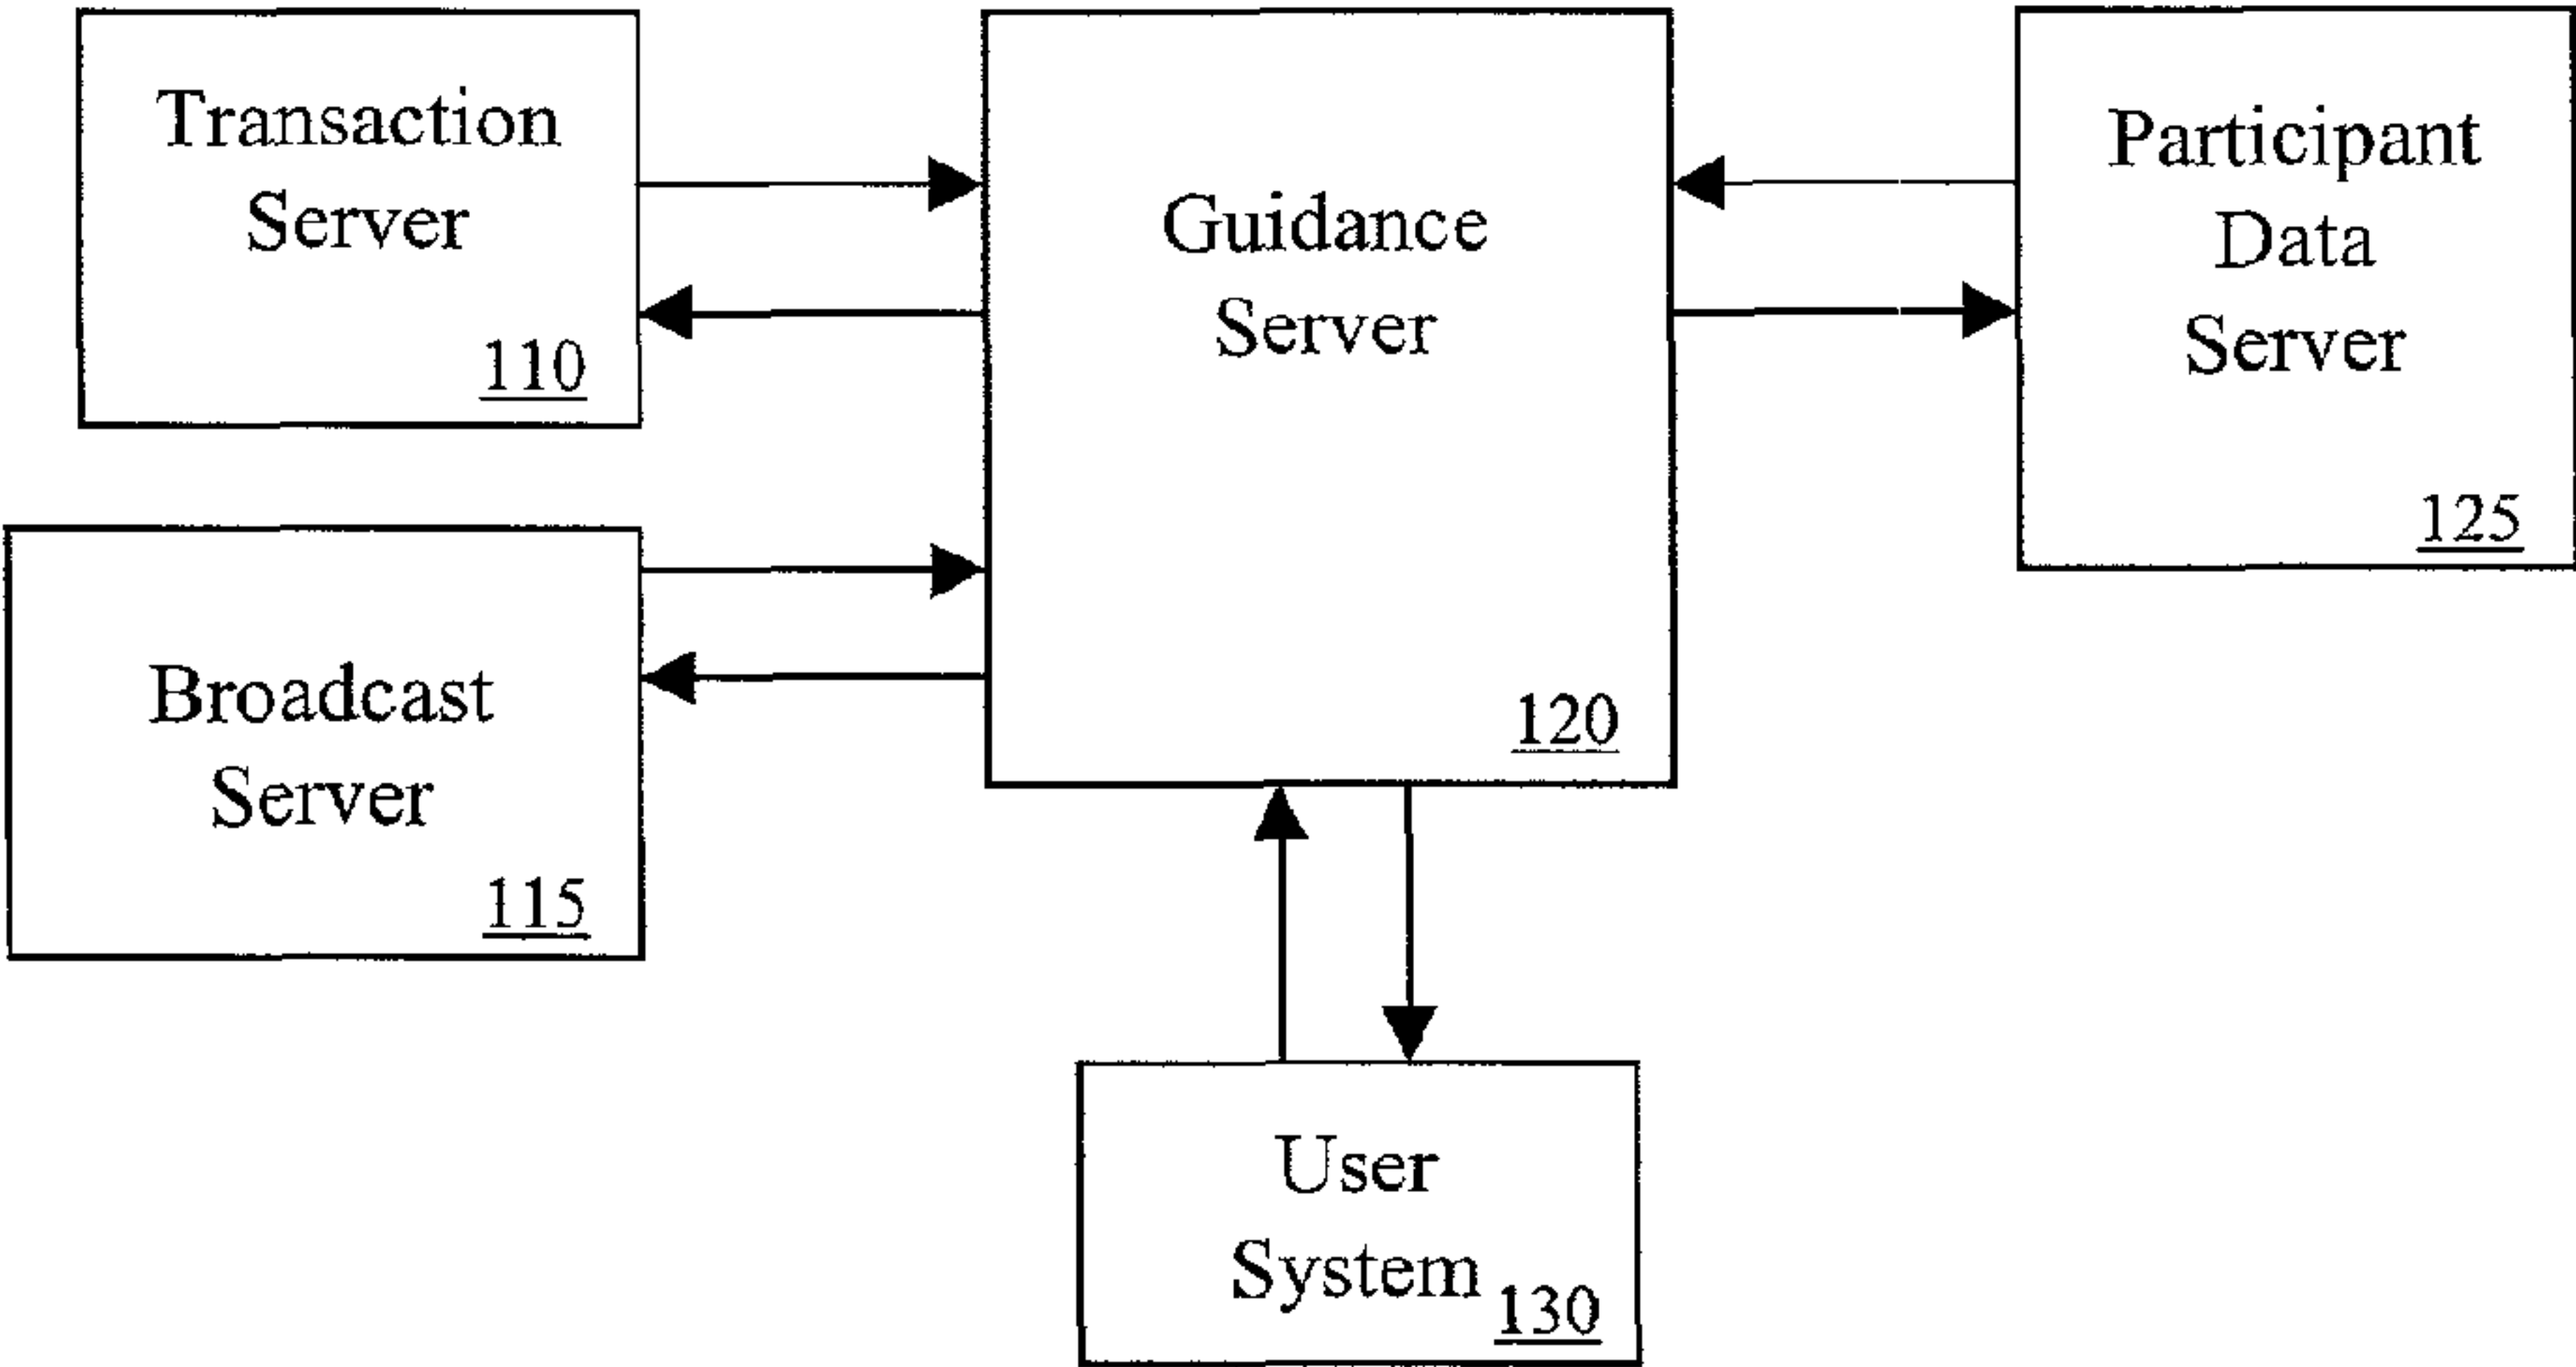 Transaction
Server
110
Guidance
Server
120
Participant
Data
Server
125
Broadcast
Server
115
User
System
130